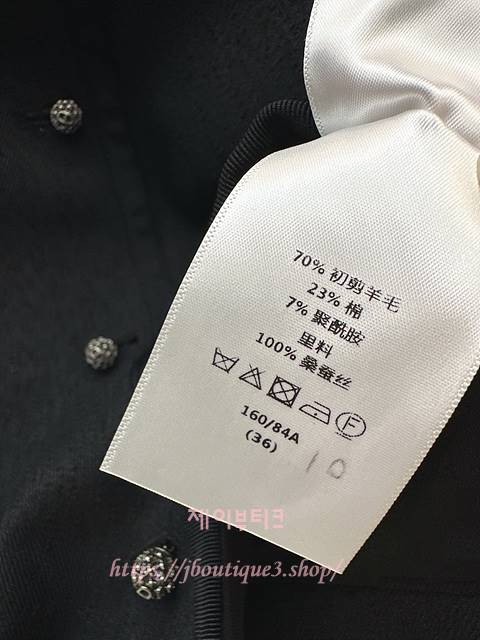 70% 初剪羊毛
23% 棉
7% 聚酰胺
里料
100% 桑蚕丝
F
160/84A
(36)
10
제이부티크
https://jboutique3.shop/